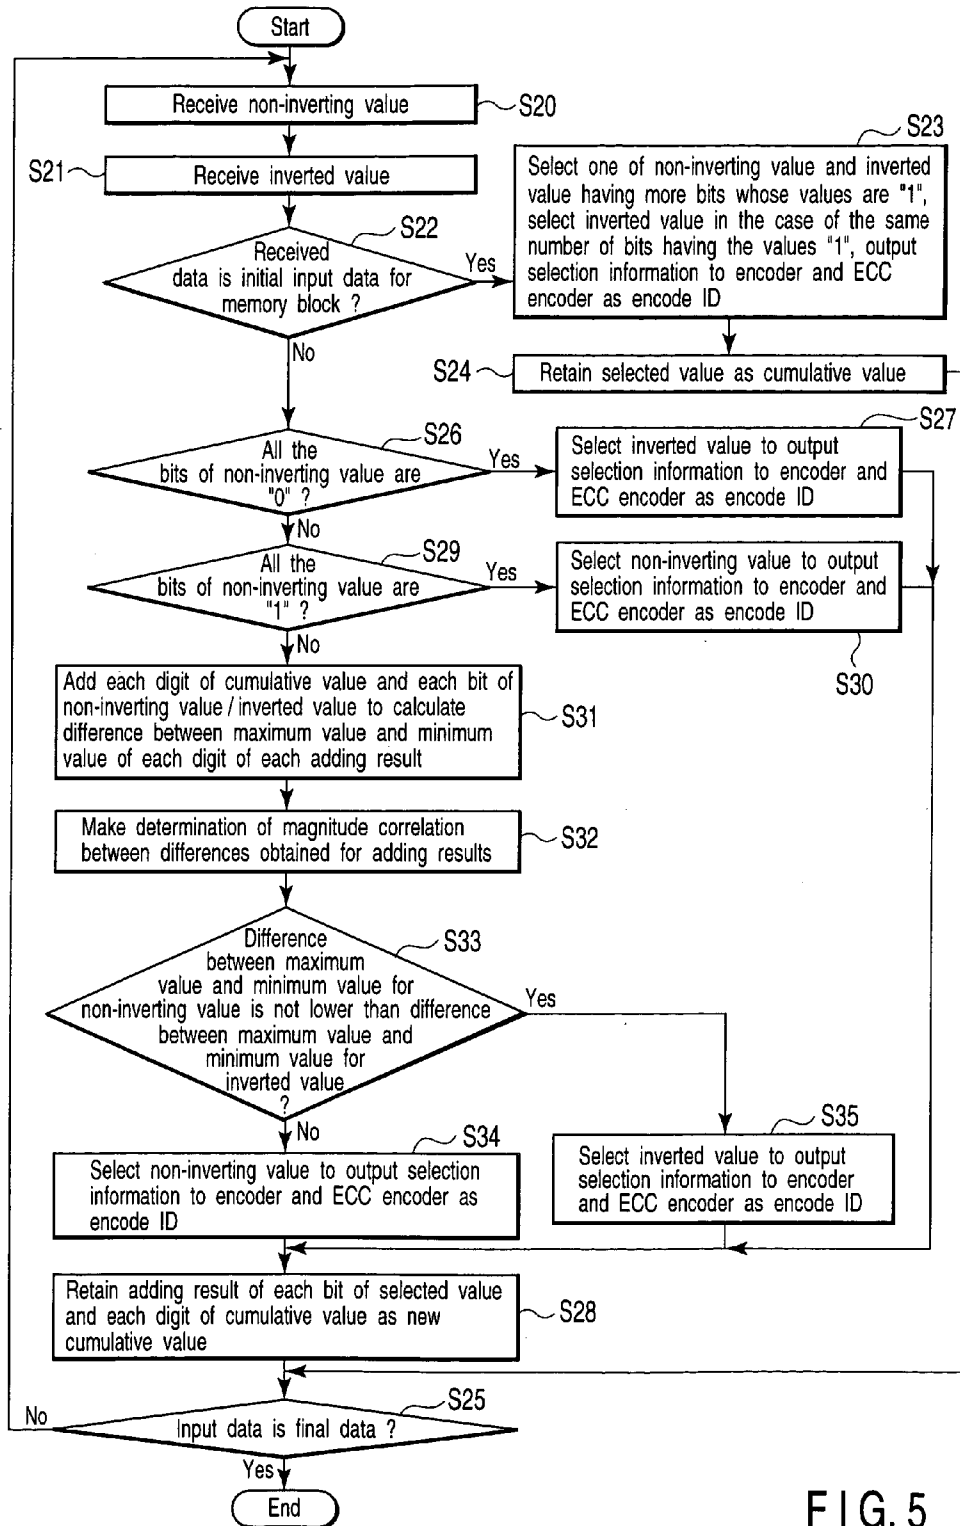 Start
Receive non-inverting value
S20
S21
Receive inverted value
S22
Received
data is initial input data for
memory block ?
Yes
No
S23
Select one of non-inverting value and inverted
value having more bits whose values are "1",
select inverted value in the case of the same
number of bits having the values "1", output
selection information to encoder and ECC
encoder as encode ID
S24
Retain selected value as cumulative value
S26
All the
bits of non-inverting value are
"0" ?
Yes
No
S27
Select inverted value to output
selection information to encoder and
ECC encoder as encode ID
S29
All the
bits of non-inverting value are
"1" ?
Yes
No
Select non-inverting value to output
selection information to encoder and
ECC encoder as encode ID
S30
Add each digit of cumulative value and each bit of
non-inverting value / inverted value to calculate
difference between maximum value and minimum
value of each digit of each adding result
S31
Make determination of magnitude correlation
between differences obtained for adding results
S32
S33
Difference
between maximum
value and minimum value for
non-inverting value is not lower than difference
between maximum value and
minimum value for
inverted value
?
Yes
No
S34
Select non-inverting value to output selection
information to encoder and ECC encoder as
encode ID
S35
Select inverted value to output
selection information to encoder
and ECC encoder as encode ID
Retain adding result of each bit of selected value
and each digit of cumulative value as new
cumulative value
S28
S25
Input data is final data ?
No
Yes
End
FIG. 5